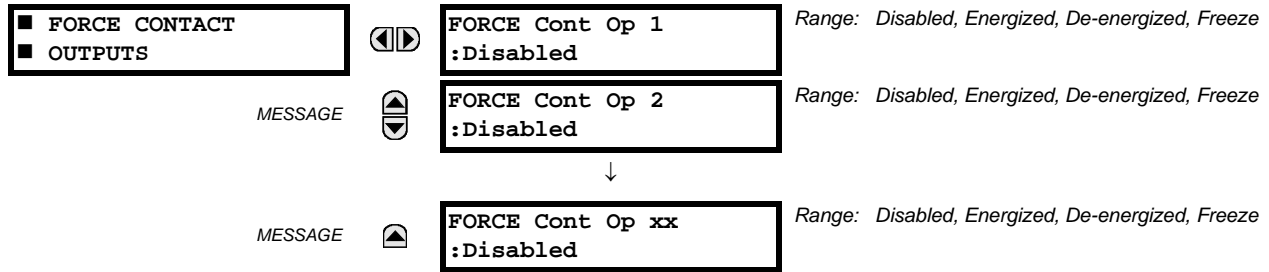 ■ FORCE CONTACT
■ OUTPUTS
FORCE Cont Op 1
:Disabled
Range: Disabled, Energized, De-energized, Freeze
MESSAGE
FORCE Cont Op 2
:Disabled
Range: Disabled, Energized, De-energized, Freeze
↓
MESSAGE
FORCE Cont Op xx
:Disabled
Range: Disabled, Energized, De-energized, Freeze